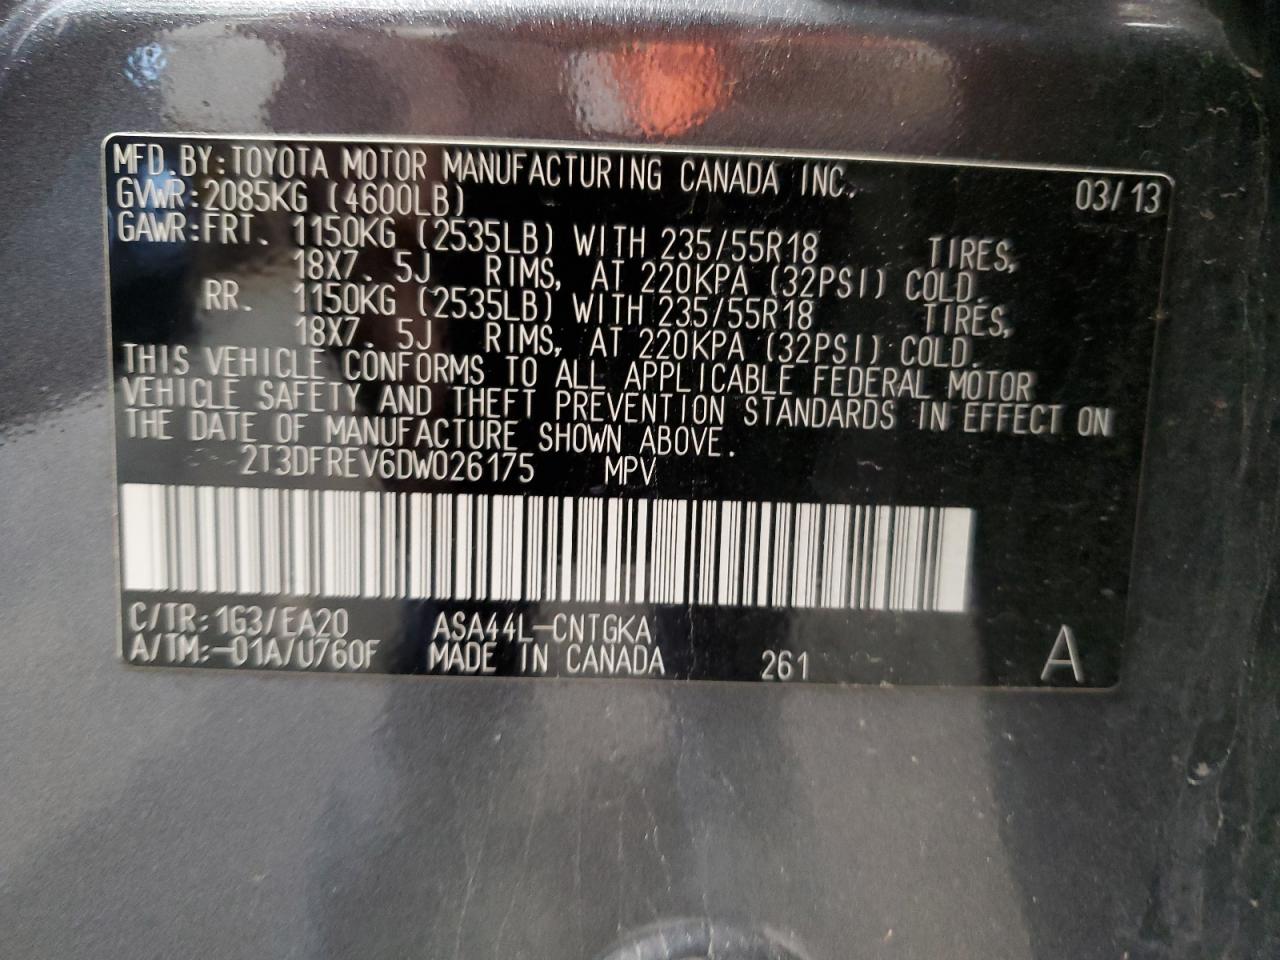 MFD.BY:TOYOTA MOTOR MANUFACTURING CANADA INC. 03/13
GVWR:2085KG (4600LB)
GAWR:FRT. 1150KG (2535LB) WITH 235/55R18 TIRES,
18X7.5J RIMS, AT 220KPA (32PSI) COLD.
RR. 1150KG (2535LB) WITH 235/55R18 TIRES,
18X7.5J RIMS, AT 220KPA (32PSI) COLD.
THIS VEHICLE CONFORMS TO ALL APPLICABLE FEDERAL MOTOR
VEHICLE SAFETY AND THEFT PREVENTION STANDARDS IN EFFECT ON
THE DATE OF MANUFACTURE SHOWN ABOVE.
2T3DFREV6DW026175 MPV
C/TR:1G3/EA20 ASA44L-CNTGKA
A/TM:-01A/U760F MADE IN CANADA 261 A